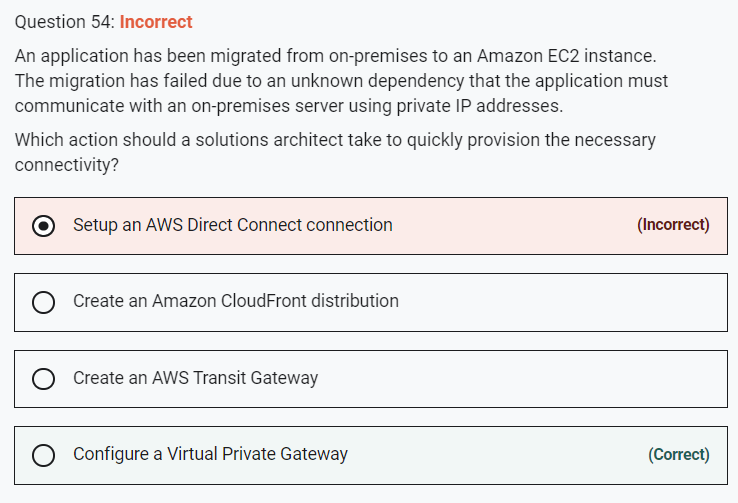 Question 54: Incorrect
An application has been migrated from on-premises to an Amazon EC2 instance.
The migration has failed due to an unknown dependency that the application must
communicate with an on-premises server using private IP addresses.
Which action should a solutions architect take to quickly provision the necessary
connectivity?
Setup an AWS Direct Connect connection (Incorrect)
Create an Amazon CloudFront distribution
Create an AWS Transit Gateway
Configure a Virtual Private Gateway (Correct)